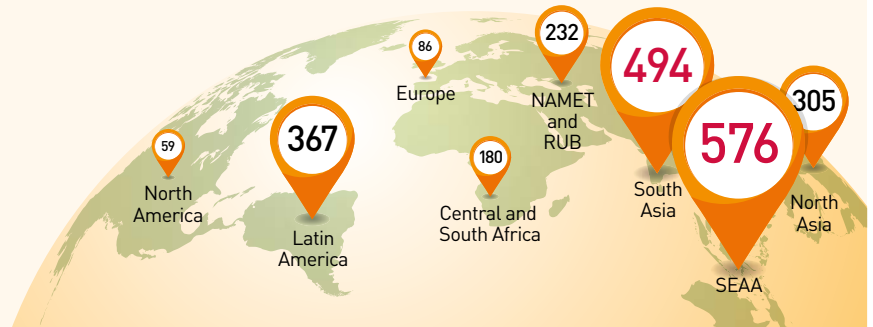 59
North
America
367
Latin
America
86
Europe
180
Central and
South Africa
232
NAMET
and
RUB
494
South
Asia
576
SEAA
305
North
Asia